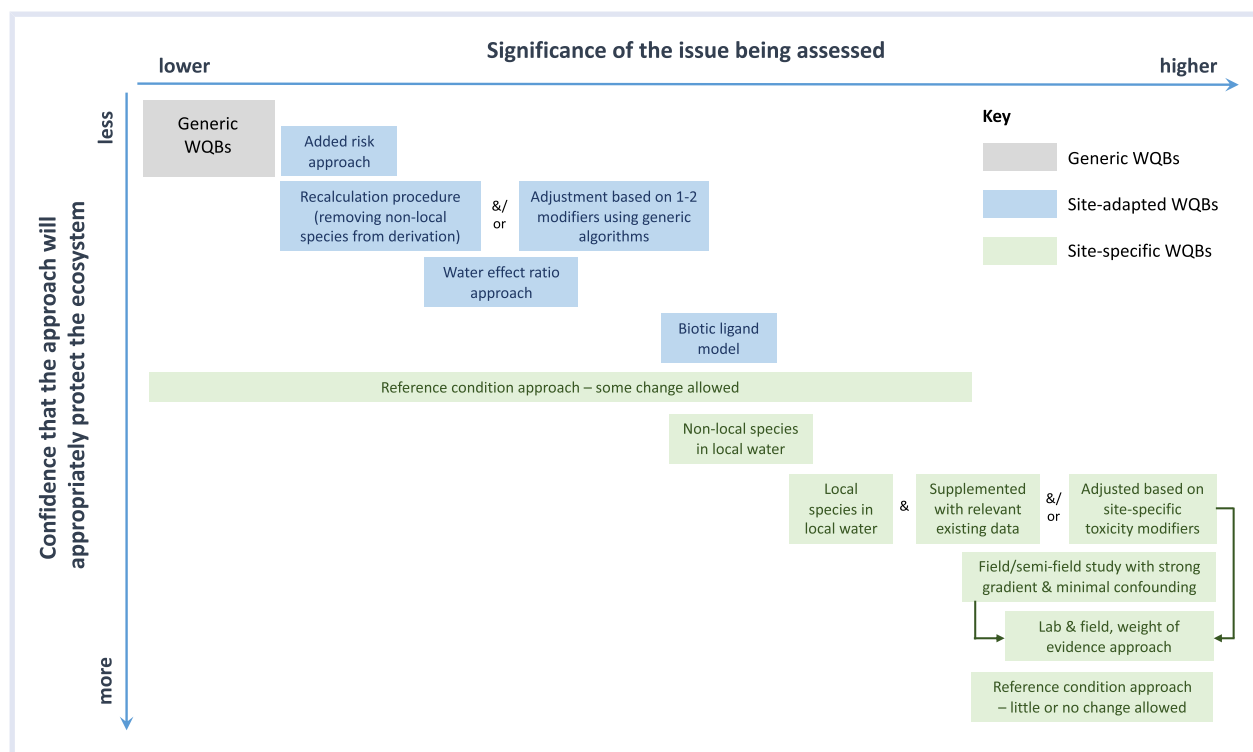 Significance of the issue being assessed
lower
higher
less
more
Confidence that the approach will
appropriately protect the ecosystem
Generic
WQBs
Added risk
approach
Recalculation procedure
(removing non-local
species from derivation)
&/
or
Adjustment based on 1-2
modifiers using generic
algorithms
Water effect ratio
approach
Biotic ligand
model
Reference condition approach – some change allowed
Non-local species
in local water
Local
species in
local water
&
Supplemented
with relevant
existing data
&/
or
Adjusted based on
site-specific
toxicity modifiers
Field/semi-field study with strong
gradient & minimal confounding
Lab & field, weight of
evidence approach
Reference condition approach
– little or no change allowed
Key
Generic WQBs
Site-adapted WQBs
Site-specific WQBs